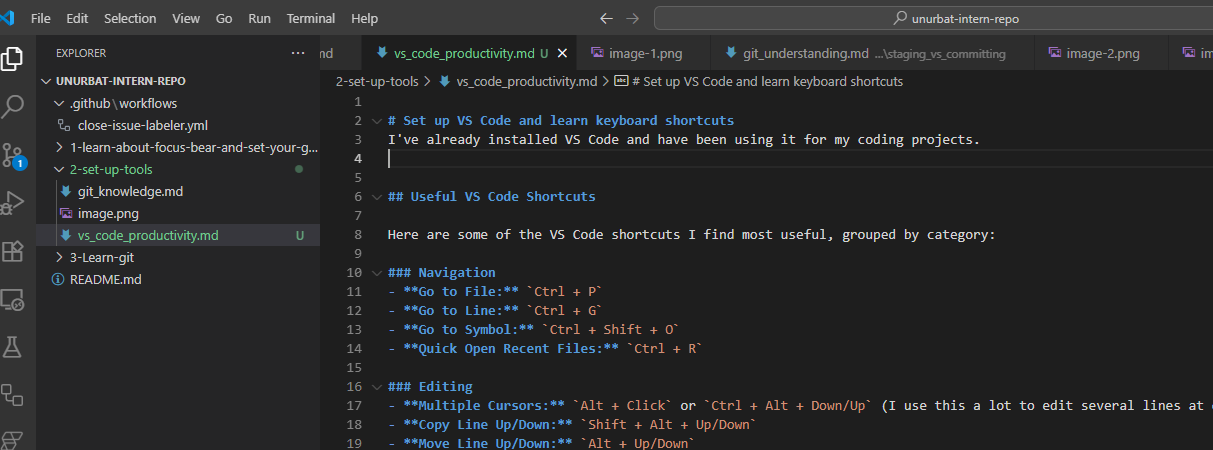 File Edit Selection View Go Run Terminal Help
unurbat-intern-repo
EXPLORER ...
md
vs_code_productivity.md U
image-1.png
git_understanding.md ...\staging_vs_committing
image-2.png
im
UNURBAT-INTERN-REPO
.github\workflows
close-issue-labeler.yml
1-learn-about-focus-bear-and-set-your-g...
2-set-up-tools
git_knowledge.md
image.png
vs_code_productivity.md U
3-Learn-git
README.md
1
2-set-up-tools > vs_code_productivity.md > # Set up VS Code and learn keyboard shortcuts
1
2 # Set up VS Code and learn keyboard shortcuts
3 I've already installed VS Code and have been using it for my coding projects.
4
5
6 ## Useful VS Code Shortcuts
7
8 Here are some of the VS Code shortcuts I find most useful, grouped by category:
9
10 ### Navigation
11 - **Go to File:** `Ctrl + P`
12 - **Go to Line:** `Ctrl + G`
13 - **Go to Symbol:** `Ctrl + Shift + O`
14 - **Quick Open Recent Files:** `Ctrl + R`
15
16 ### Editing
17 - **Multiple Cursors:** `Alt + Click` or `Ctrl + Alt + Down/Up` (I use this a lot to edit several lines at
18 - **Copy Line Up/Down:** `Shift + Alt + Up/Down`
19 - **Move Line Up/Down:** `Alt + Up/Down`